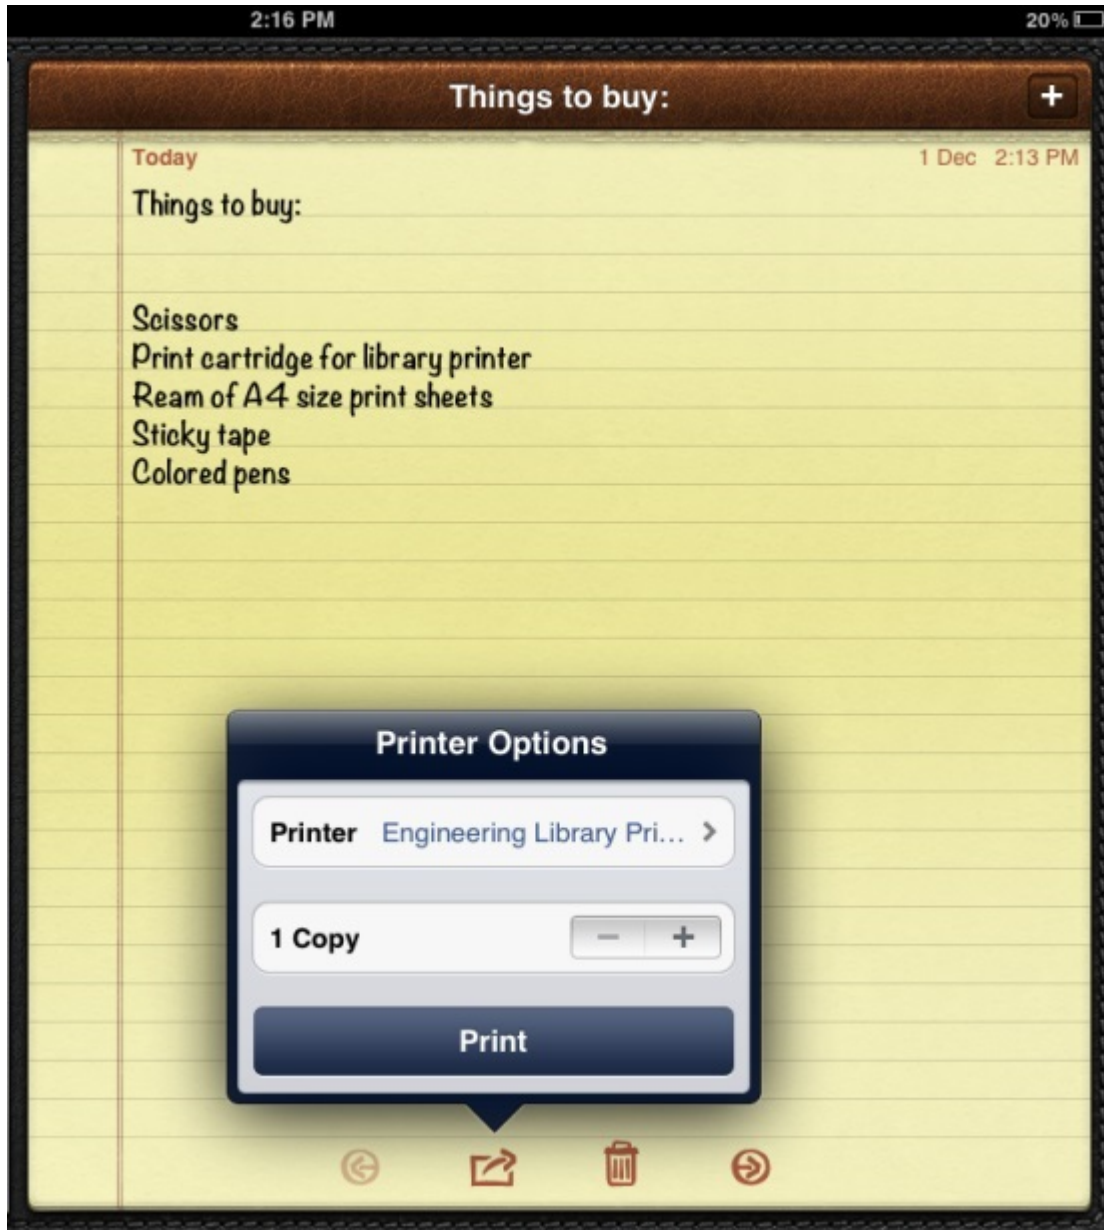 2:16 PM 20%
Things to buy: +
Today 1 Dec 2:13 PM
Things to buy:
Scissors
Print cartridge for library printer
Ream of A4 size print sheets
Sticky tape
Colored pens
Printer Options
Printer Engineering Library Pri... >
1 Copy - +
Print